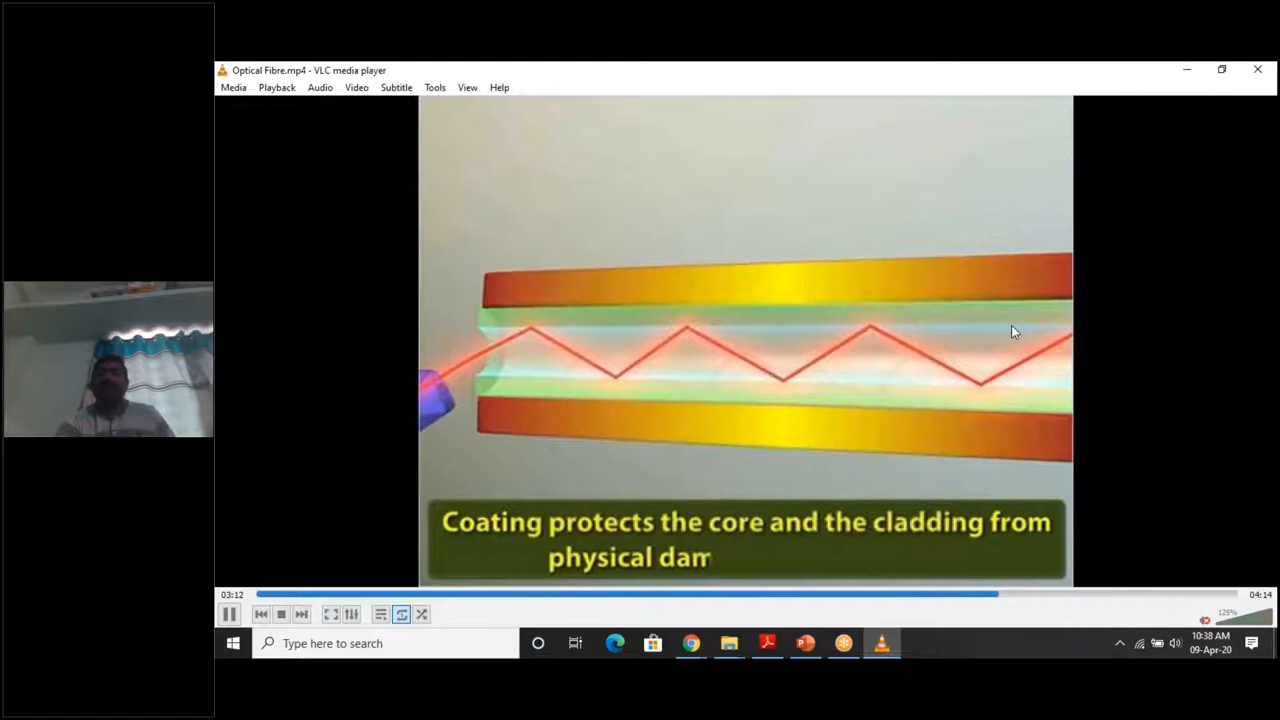 Optical Fibre.mp4 - VLC media player
Media Playback Audio Video Subtitle Tools View Help
Coating protects the core and the cladding from
physical dam
03:12
04:14
125%
Type here to search
10:38 AM
09-Apr-20